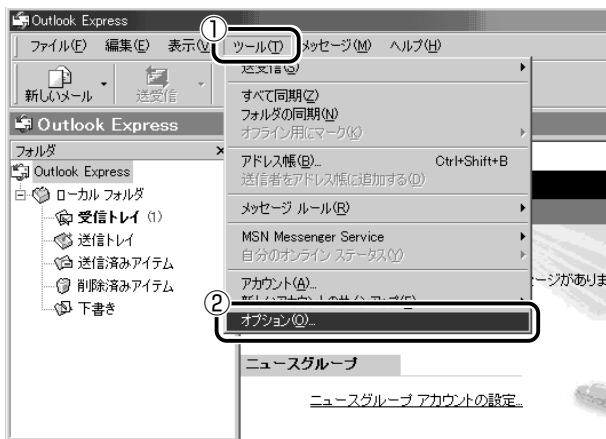 Outlook Express
①
ファイル(F) 編集(E) 表示(V) ツール(T) メッセージ(M) ヘルプ(H)
新しいメール
送受信
送受信(S)
すべて同期(Z)
フォルダの同期(N)
オフライン用にマーク(K)
アドレス帳(B)... Ctrl+Shift+B
送信者をアドレス帳に追加する(D)
メッセージ ルール(R)
MSN Messenger Service
自分のオンライン ステータス(Y)
アカウント(A)...
②
オプション(O)...
Outlook Express
フォルダ ×
Outlook Express
ローカル フォルダ
受信トレイ (1)
送信トレイ
送信済みアイテム
削除済みアイテム
下書き
ージがありま
ニュースグループ
ニュースグループ アカウントの設定...